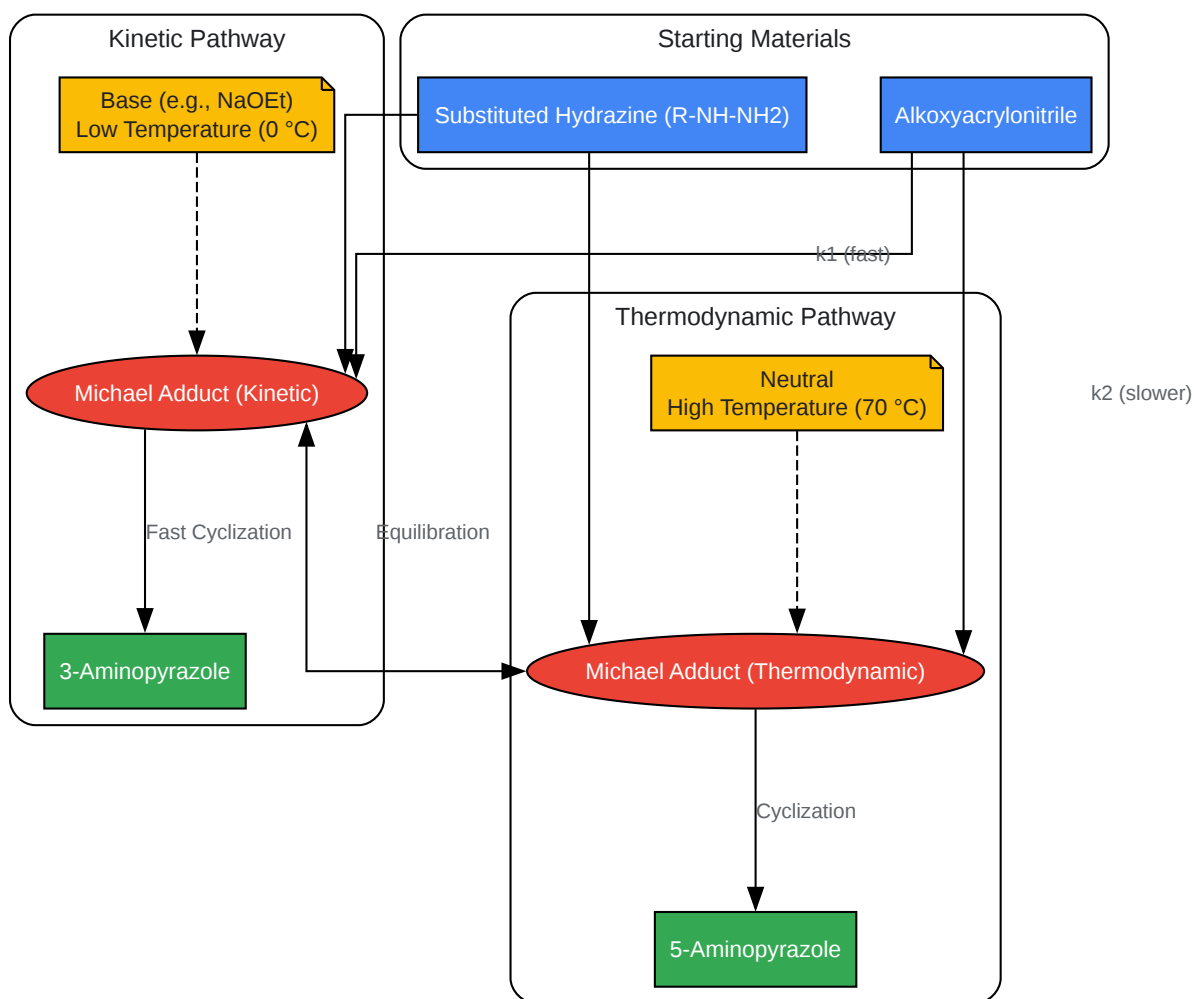 Kinetic Pathway
Base (e.g., NaOEt)
Low Temperature (0 °C)
Starting Materials
Substituted Hydrazine (R-NH-NH2)
Alkoxyacrylonitrile
k1 (fast)
Thermodynamic Pathway
Neutral
High Temperature (70 °C)
k2 (slower)
Michael Adduct (Kinetic)
Fast Cyclization
Equilibration
3-Aminopyrazole
Michael Adduct (Thermodynamic)
Cyclization
5-Aminopyrazole